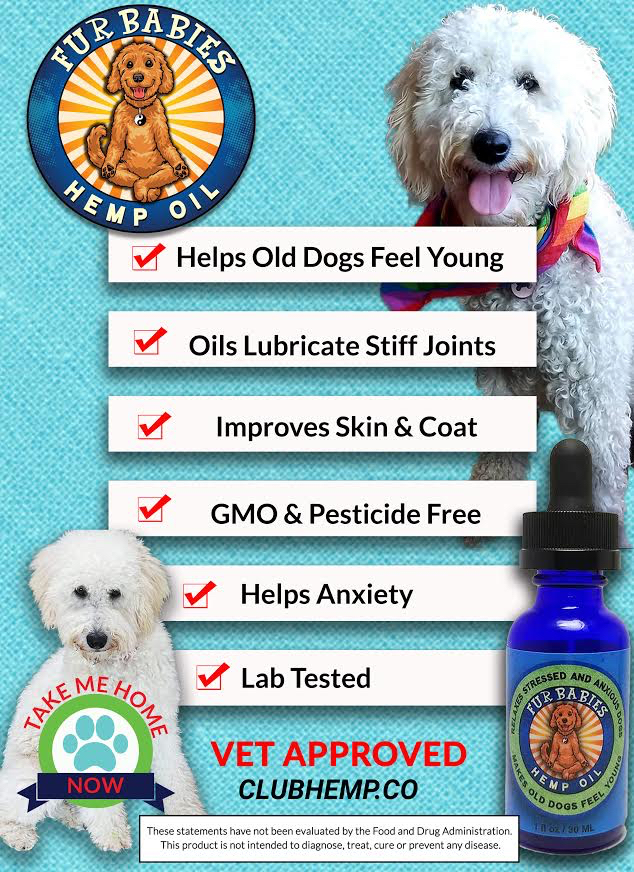 FUR BABIES
HEMP OIL
Helps Old Dogs Feel Young
Oils Lubricate Stiff Joints
Improves Skin & Coat
GMO & Pesticide Free
Helps Anxiety
Lab Tested
TAKE ME HOME
NOW
VET APPROVED
CLUBHEMP.CO
These statements have not been evaluated by the Food and Drug Administration.
This product is not intended to diagnose, treat, cure or prevent any disease.
RELAXES STRESSED AND ANXIOUS DOGS
FUR BABIES
HEMP OIL
MAKES OLD DOGS FEEL YOUNG
1 fl oz / 30 ML